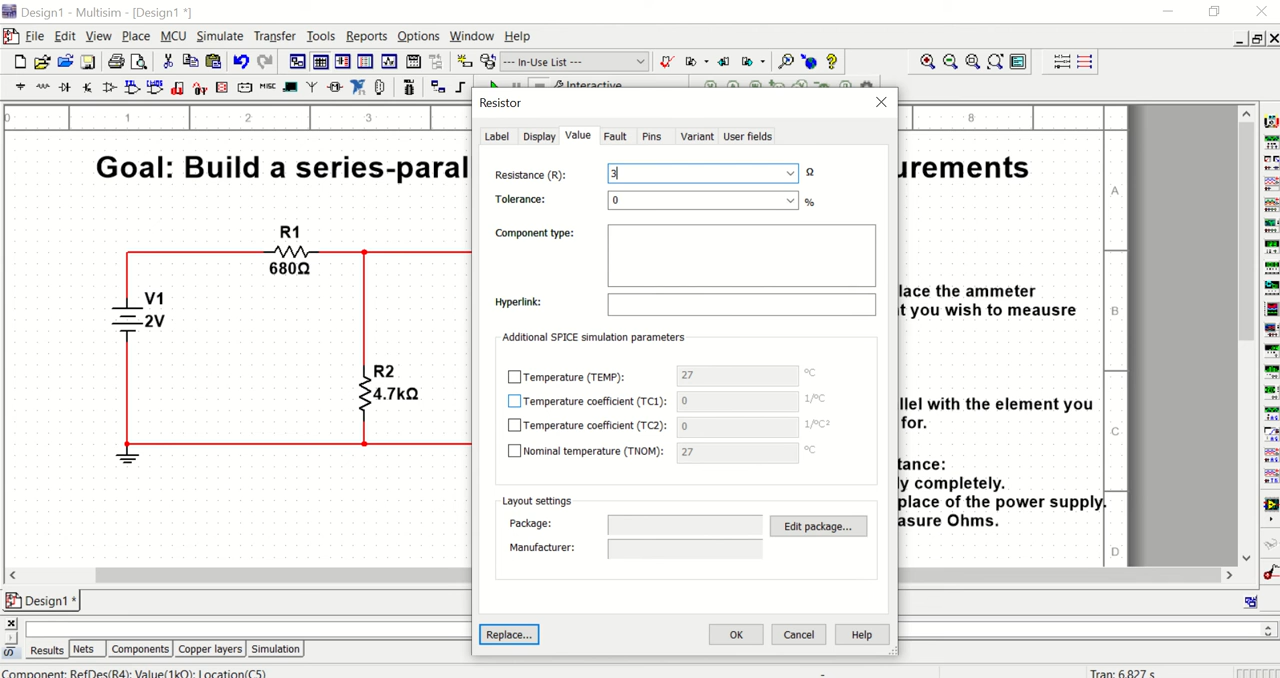 Design1 - Multisim - [Design1 *]
File Edit View Place MCU Simulate Transfer Tools Reports Options Window Help
--- In-Use List ---
MISC
Interactive
Resistor
0 1 2 3 8
Label Display Value Fault Pins Variant User fields
Goal: Build a series-paral
urements
Resistance (R): 3 Ω
Tolerance: 0 %
A
Component type:
R1
680Ω
Hyperlink:
lace the ammeter
t you wish to meausre
V1
2V
B
Additional SPICE simulation parameters
Temperature (TEMP): 27 ºC
R2
4.7kΩ
Temperature coefficient (TC1): 0 1/ºC
Temperature coefficient (TC2): 0 1/ºC²
llel with the element you
for.
C
Nominal temperature (TNOM): 27 ºC
tance:
ly completely.
place of the power supply.
asure Ohms.
Layout settings
Package:
Edit package...
Manufacturer:
D
Design1 *
Replace... OK Cancel Help
Results Nets Components Copper layers Simulation
Component: RefDes(R4): Value(1kΩ): Location(C5)
- Tran: 6.827 s